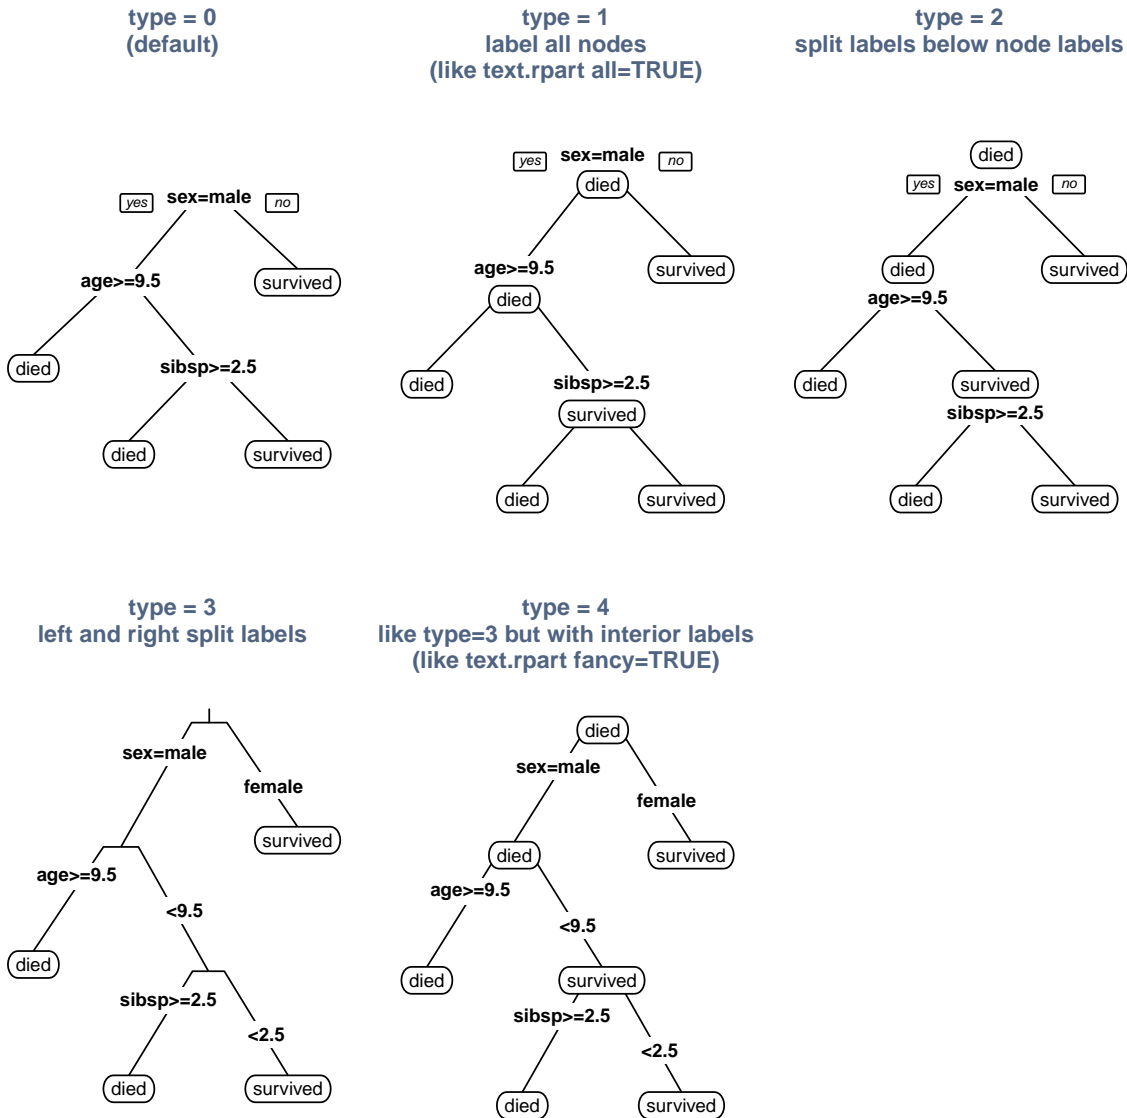 type = 0
(default)
type = 1
label all nodes
(like text.rpart all=TRUE)
type = 2
split labels below node labels
yes sex=male no
age>=9.5 survived
died sibsp>=2.5
died survived
yes sex=male no
died
age>=9.5 survived
died
died sibsp>=2.5
survived
died survived
died
yes sex=male no
died survived
age>=9.5
died survived
sibsp>=2.5
died survived
type = 3
left and right split labels
type = 4
like type=3 but with interior labels
(like text.rpart fancy=TRUE)
sex=male
female
survived
age>=9.5
<9.5
died
sibsp>=2.5
<2.5
died survived
died
sex=male
female
died survived
age>=9.5
<9.5
died survived
sibsp>=2.5
<2.5
died survived